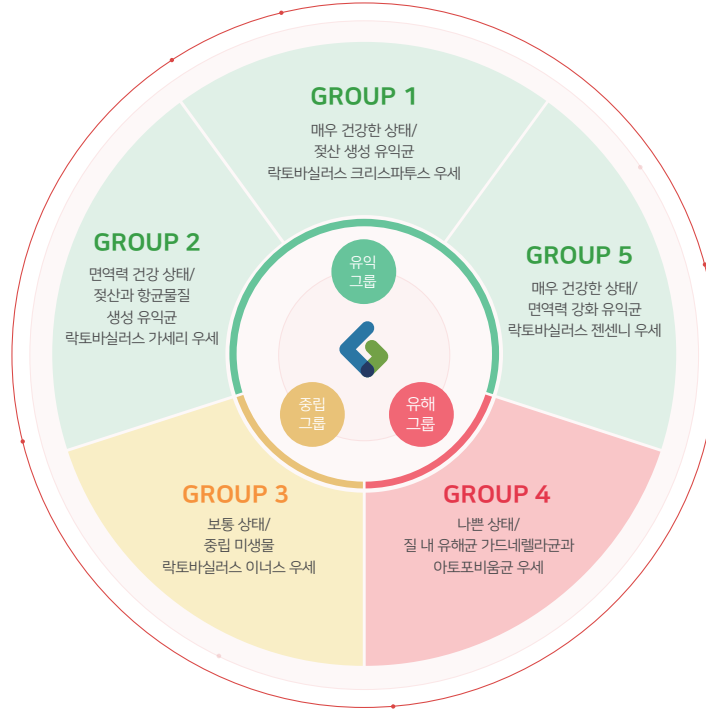 GROUP 1
매우 건강한 상태/
젖산 생성 유익균
락토바실러스 크리스파투스 우세
GROUP 2
면역력 건강 상태/
젖산과 항균물질
생성 유익균
락토바실러스 가세리 우세
GROUP 5
매우 건강한 상태/
면역력 강화 유익균
락토바실러스 젠센니 우세
유익
그룹
중립
그룹
유해
그룹
GROUP 3
보통 상태/
중립 미생물
락토바실러스 이너스 우세
GROUP 4
나쁜 상태/
질 내 유해균 가드네렐라균과
아토포비움균 우세